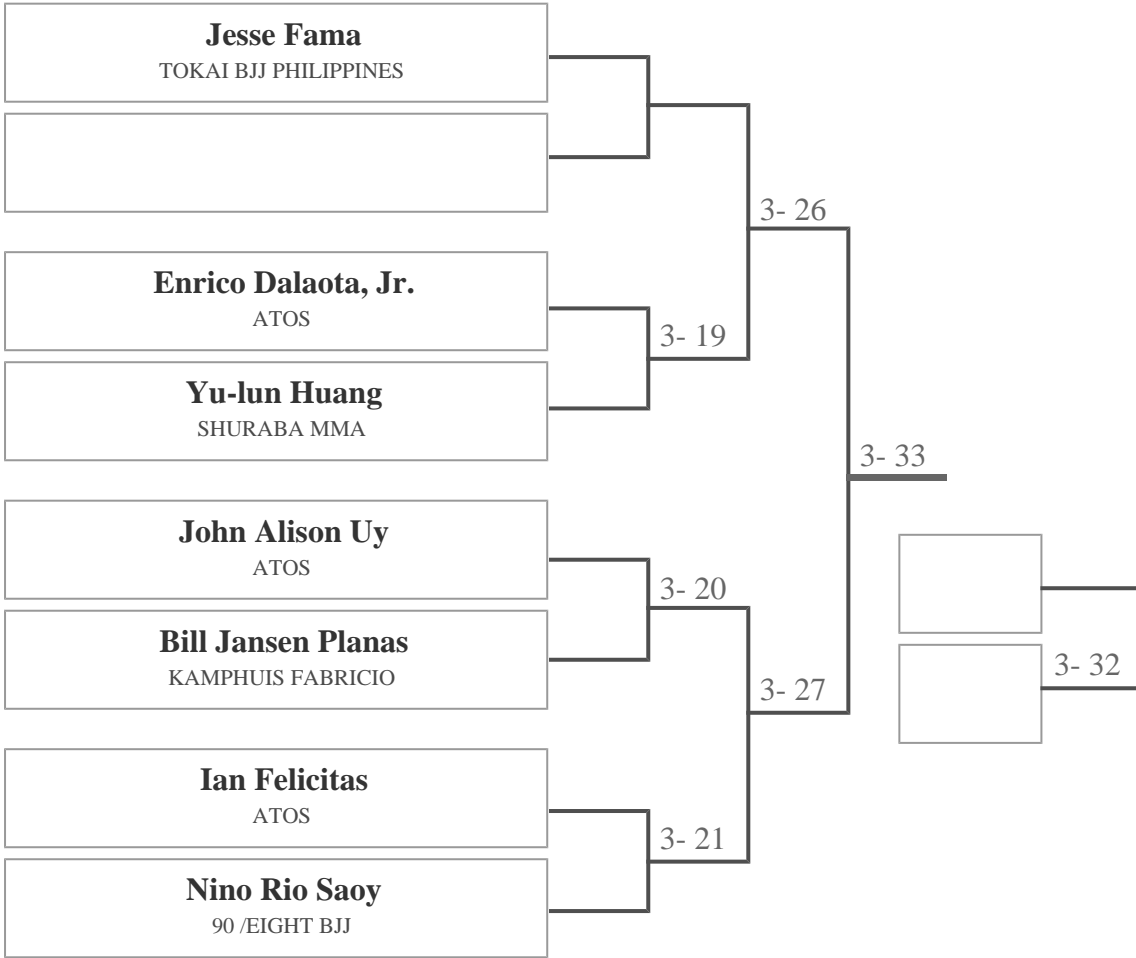 Jesse Fama
TOKAI BJJ PHILIPPINES
3- 26
Enrico Dalaota, Jr.
ATOS
3- 19
Yu-lun Huang
SHURABA MMA
3- 33
John Alison Uy
ATOS
3- 20
Bill Jansen Planas
KAMPHUIS FABRICIO
3- 32
3- 27
Ian Felicitas
ATOS
3- 21
Nino Rio Saoy
90 /EIGHT BJJ